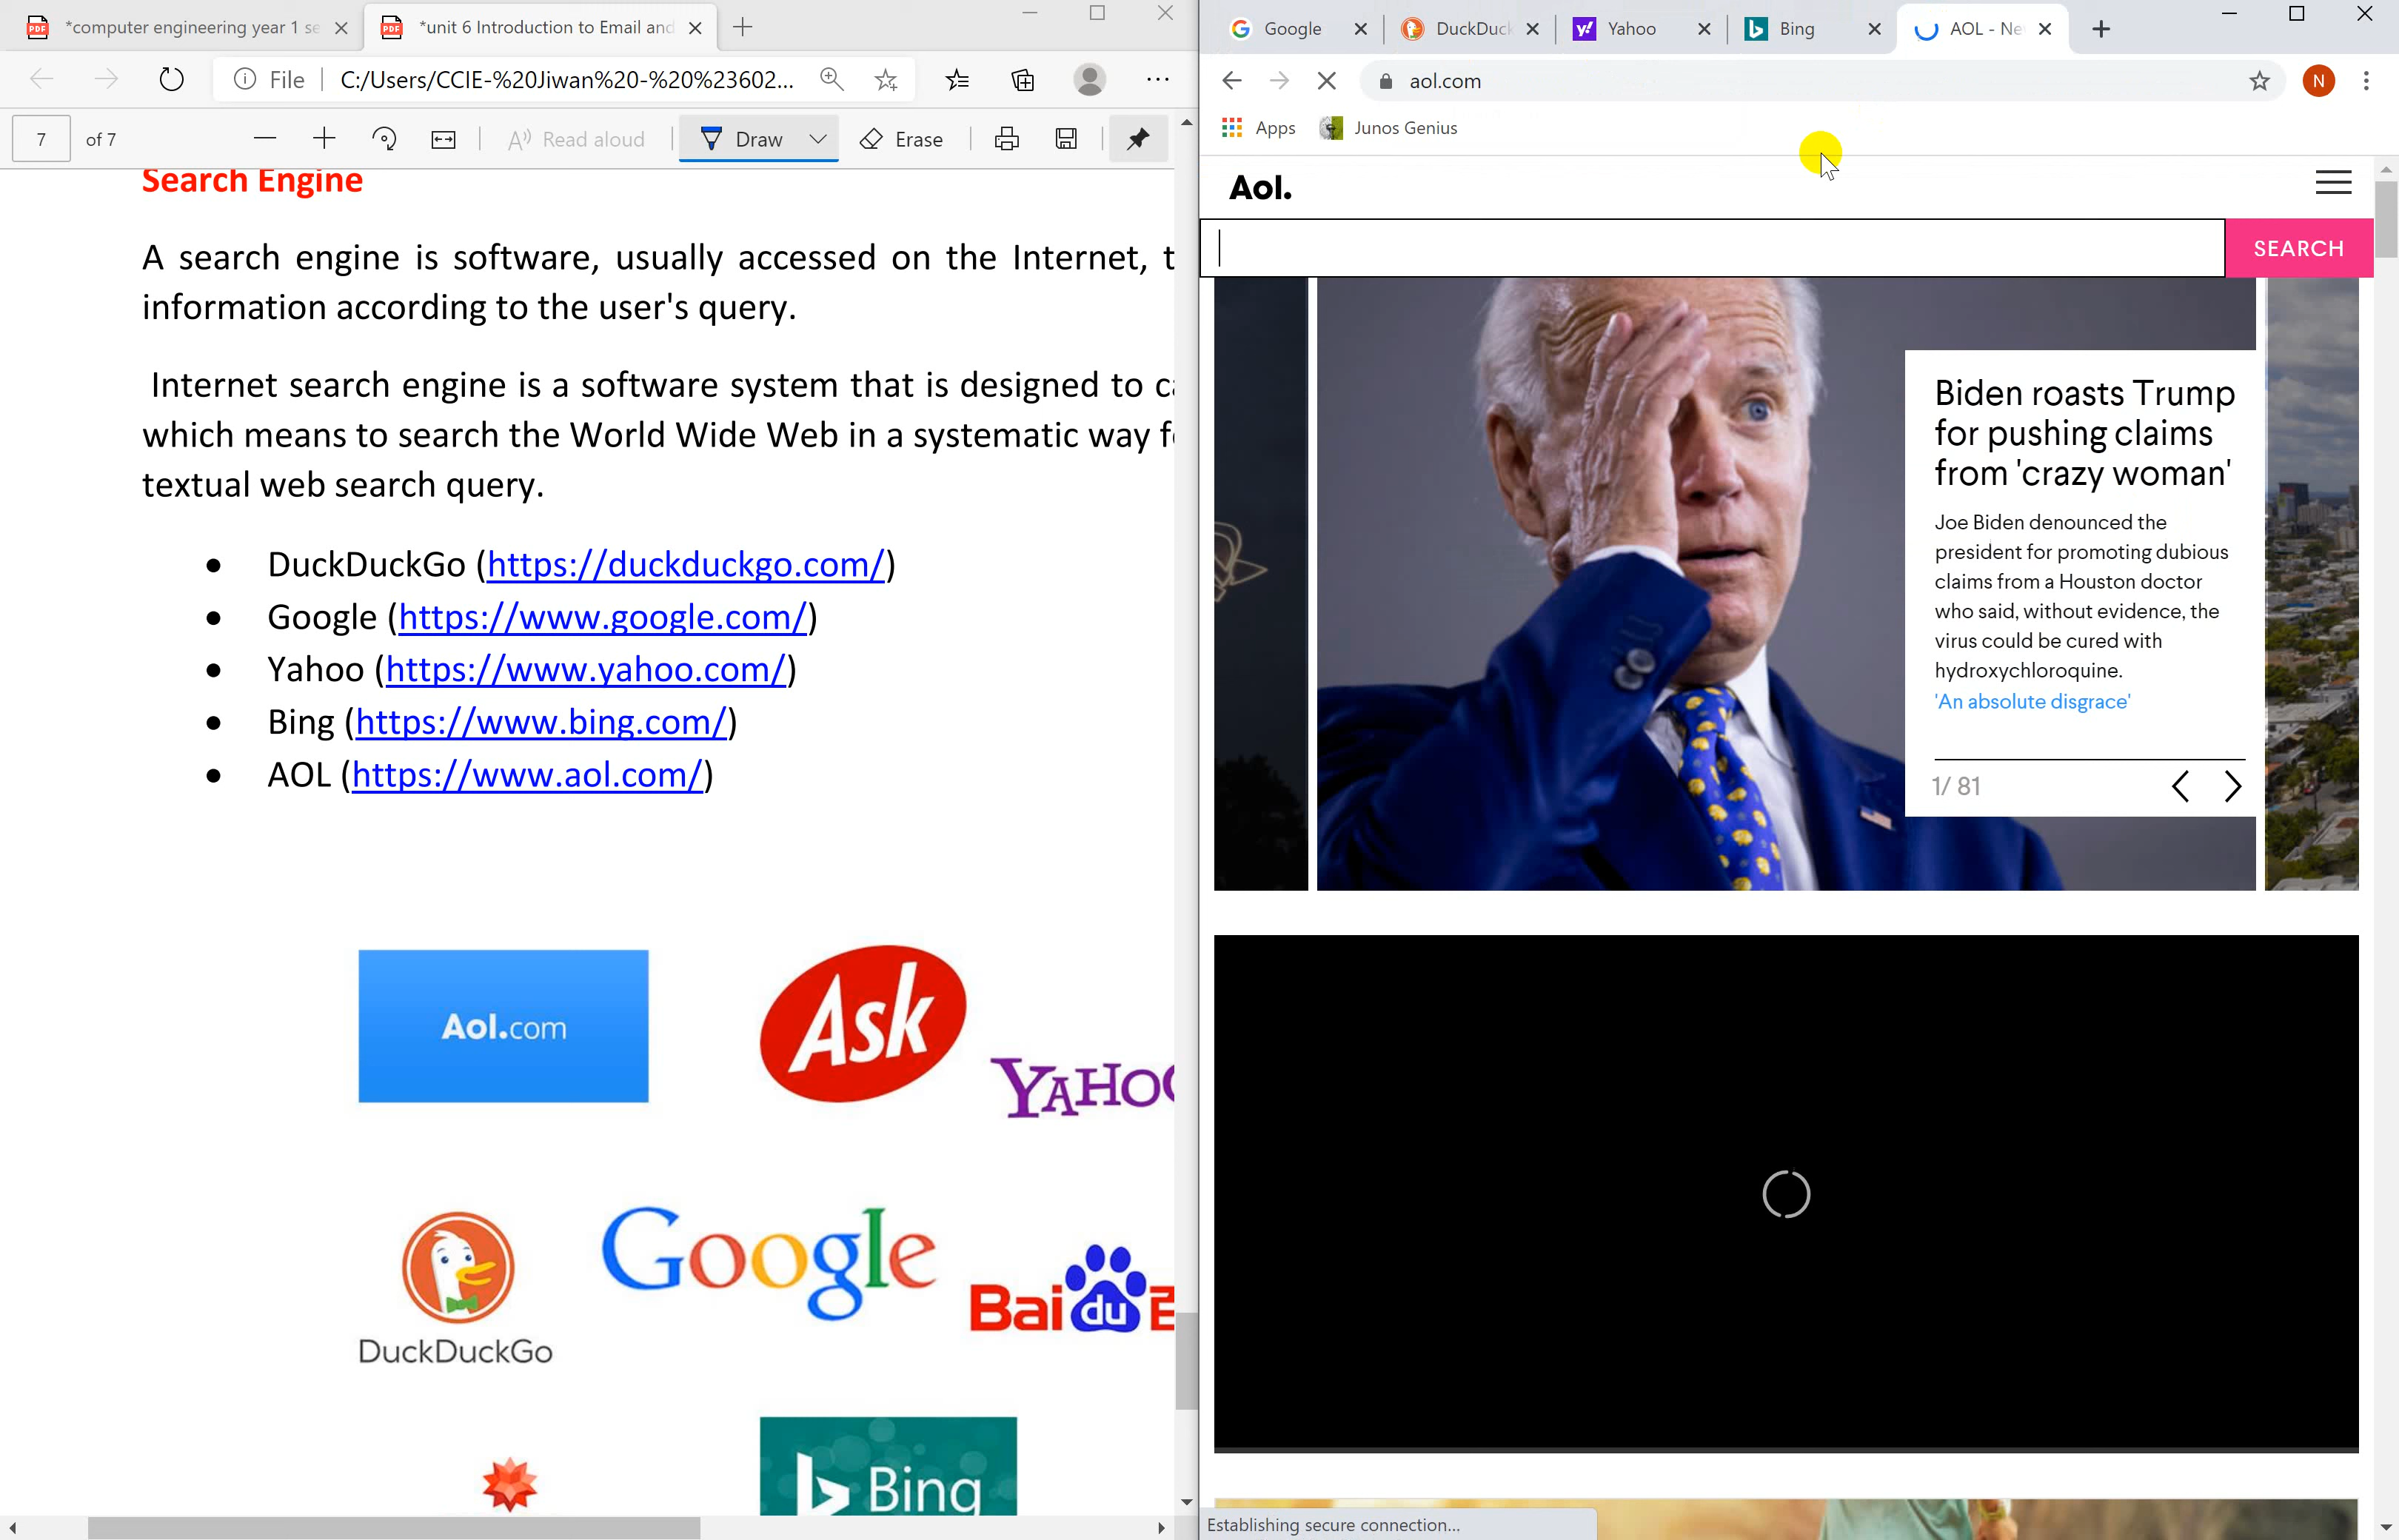 *computer engineering year 1 se
*unit 6 Introduction to Email and
File
C:/Users/CCIE-%20Jiwan%20-%20%23602...
7 of 7
Read aloud
Draw
Erase
Search Engine
A search engine is software, usually accessed on the Internet, t
information according to the user's query.
Internet search engine is a software system that is designed to ca
which means to search the World Wide Web in a systematic way fo
textual web search query.
• DuckDuckGo (https://duckduckgo.com/)
• Google (https://www.google.com/)
• Yahoo (https://www.yahoo.com/)
• Bing (https://www.bing.com/)
• AOL (https://www.aol.com/)
Aol.com
Ask
YAHOO
DuckDuckGo
Google
Baidu
Bing
Google
DuckDuck
Yahoo
Bing
AOL - Ne
aol.com
N
Apps
Junos Genius
Aol.
SEARCH
Biden roasts Trump
for pushing claims
from 'crazy woman'
Joe Biden denounced the
president for promoting dubious
claims from a Houston doctor
who said, without evidence, the
virus could be cured with
hydroxychloroquine.
'An absolute disgrace'
1/ 81
Establishing secure connection...